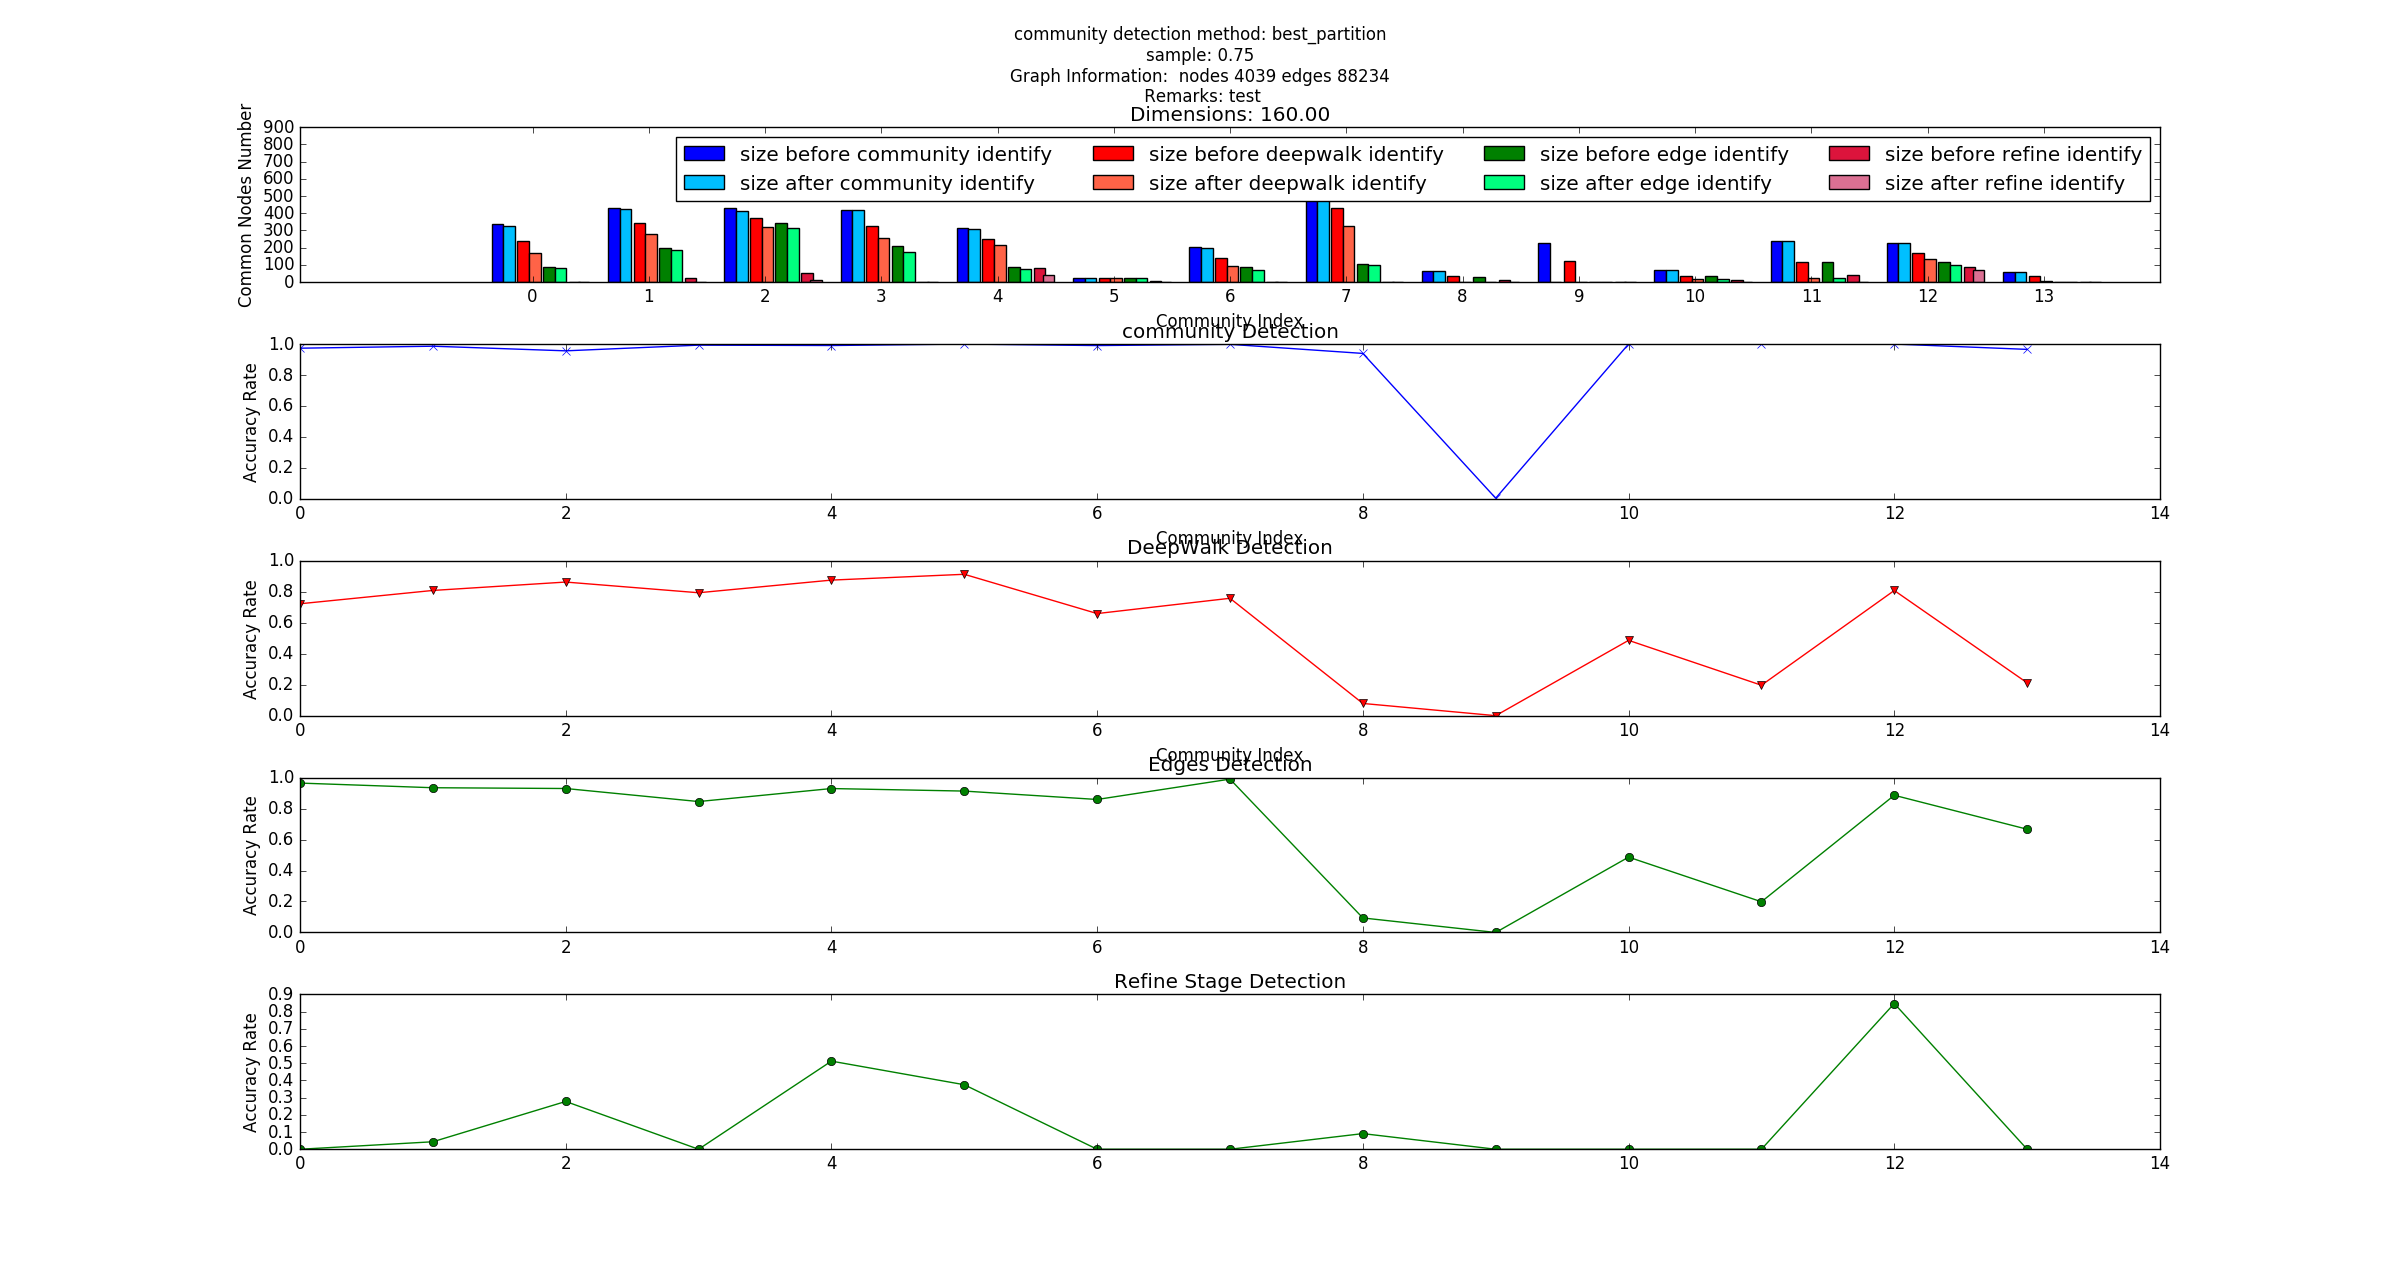 community detection method: best_partition
sample: 0.75
Graph Information:  nodes 4039 edges 88234
Remarks: test
Dimensions: 160.00
Common Nodes Number
900
800
700
600
500
400
300
200
100
0
size before community identify
size after community identify
size before deepwalk identify
size after deepwalk identify
size before edge identify
size after edge identify
size before refine identify
size after refine identify
0 1 2 3 4 5 6 7 8 9 10 11 12 13
Community Index
community Detection
Accuracy Rate
1.0
0.8
0.6
0.4
0.2
0.0
0 2 4 6 8 10 12 14
Community Index
DeepWalk Detection
Accuracy Rate
1.0
0.8
0.6
0.4
0.2
0.0
0 2 4 6 8 10 12 14
Community Index
Edges Detection
Accuracy Rate
1.0
0.8
0.6
0.4
0.2
0.0
0 2 4 6 8 10 12 14
Refine Stage Detection
Accuracy Rate
0.9
0.8
0.7
0.6
0.5
0.4
0.3
0.2
0.1
0.0
0 2 4 6 8 10 12 14